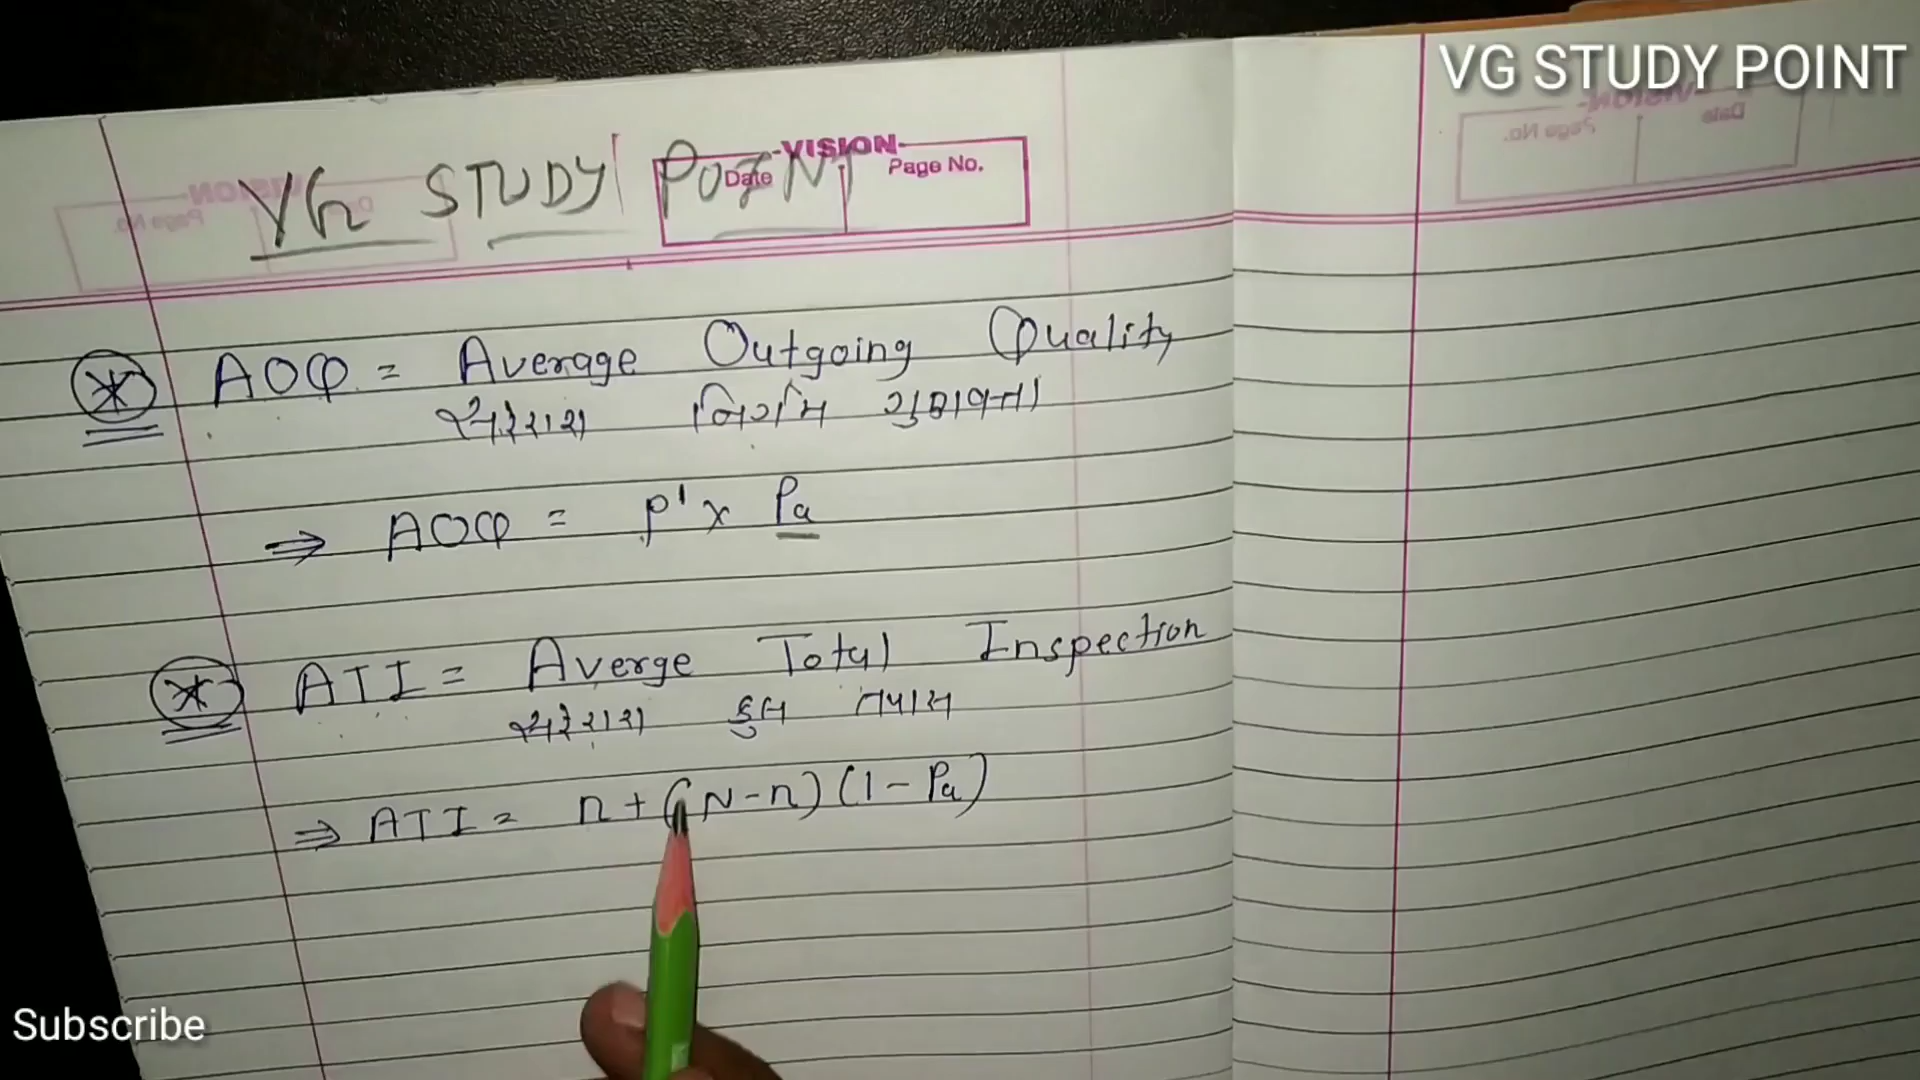 VG STUDY POINT
VISION
Date
Page No.
VG STUDY POINT
AOQ = Average Outgoing Quality
સરેરાશ નિર્ગમ ગુણવત્તા
⇒ AOQ = P' x Pa
ATI = Averge Total Inspection
સરેરાશ કુલ તપાસ
⇒ ATI = n + (N-n) (1 - Pa)
Subscribe